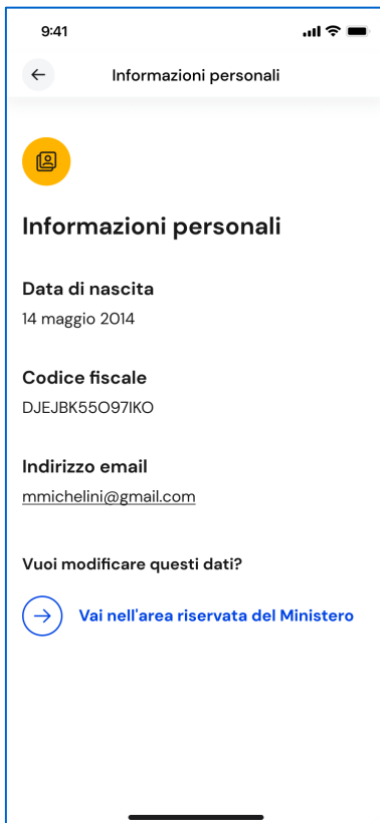 9:41
Informazioni personali
Informazioni personali
Data di nascita
14 maggio 2014
Codice fiscale
DJEJBK55O97IKO
Indirizzo email
mmichelini@gmail.com
Vuoi modificare questi dati?
Vai nell'area riservata del Ministero